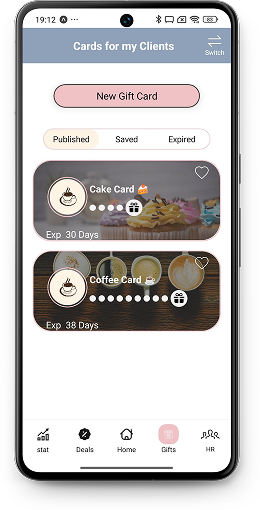 19:12
Cards for my Clients
Switch
New Gift Card
Published Saved Expired
Cake Card 🍰
Exp 30 Days
Coffee Card ☕
Exp 38 Days
stat Deals Home Gifts HR